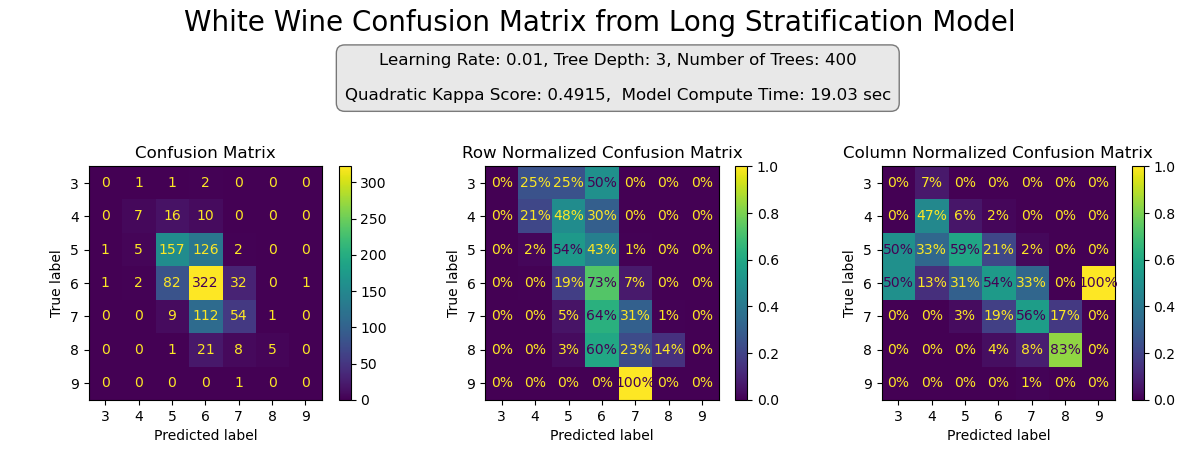 White Wine Confusion Matrix from Long Stratification Model
Learning Rate: 0.01, Tree Depth: 3, Number of Trees: 400
Quadratic Kappa Score: 0.4915,  Model Compute Time: 19.03 sec
Confusion Matrix
True label
3 0 1 1 2 0 0 0
4 0 7 16 10 0 0 0
5 1 5 157 126 2 0 0
6 1 2 82 322 32 0 1
7 0 0 9 112 54 1 0
8 0 0 1 21 8 5 0
9 0 0 0 0 1 0 0
3 4 5 6 7 8 9
Predicted label
300
250
200
150
100
50
0
Row Normalized Confusion Matrix
True label
3 0% 25% 25% 50% 0% 0% 0%
4 0% 21% 48% 30% 0% 0% 0%
5 0% 2% 54% 43% 1% 0% 0%
6 0% 0% 19% 73% 7% 0% 0%
7 0% 0% 5% 64% 31% 1% 0%
8 0% 0% 3% 60% 23% 14% 0%
9 0% 0% 0% 0% 100% 0% 0%
3 4 5 6 7 8 9
Predicted label
1.0
0.8
0.6
0.4
0.2
0.0
Column Normalized Confusion Matrix
True label
3 0% 7% 0% 0% 0% 0% 0%
4 0% 47% 6% 2% 0% 0% 0%
5 50% 33% 59% 21% 2% 0% 0%
6 50% 13% 31% 54% 33% 0% 100%
7 0% 0% 3% 19% 56% 17% 0%
8 0% 0% 0% 4% 8% 83% 0%
9 0% 0% 0% 0% 1% 0% 0%
3 4 5 6 7 8 9
Predicted label
1.0
0.8
0.6
0.4
0.2
0.0